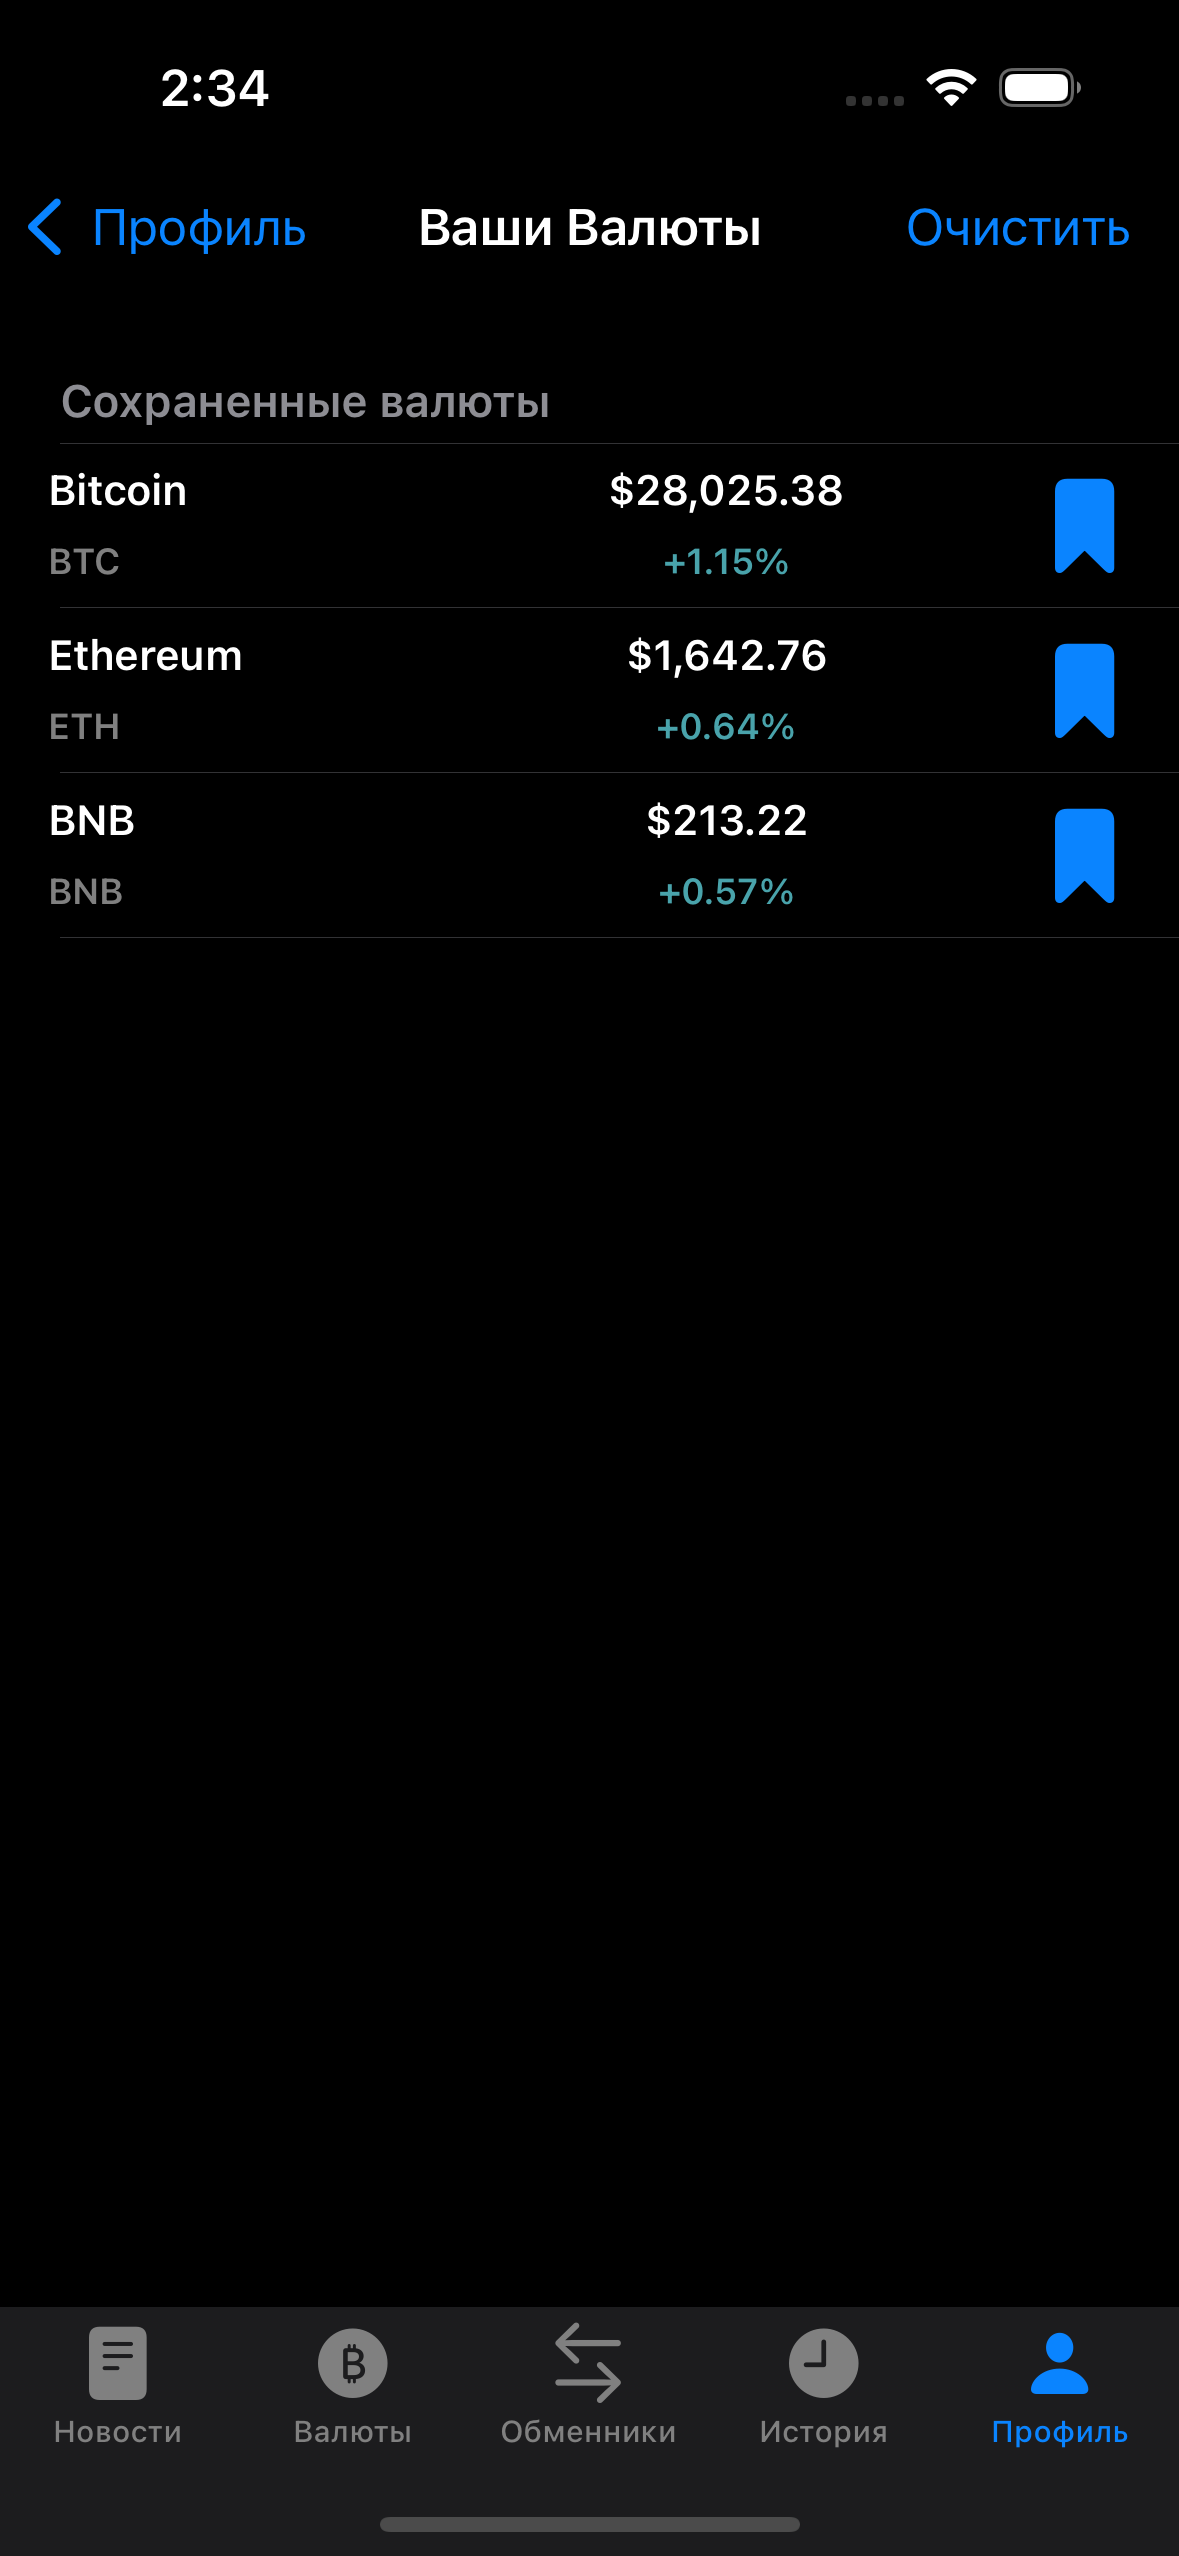 2:34
Профиль Ваши Валюты Очистить
Сохраненные валюты
Bitcoin $28,025.38
BTC +1.15%
Ethereum $1,642.76
ETH +0.64%
BNB $213.22
BNB +0.57%
Новости Валюты Обменники История Профиль